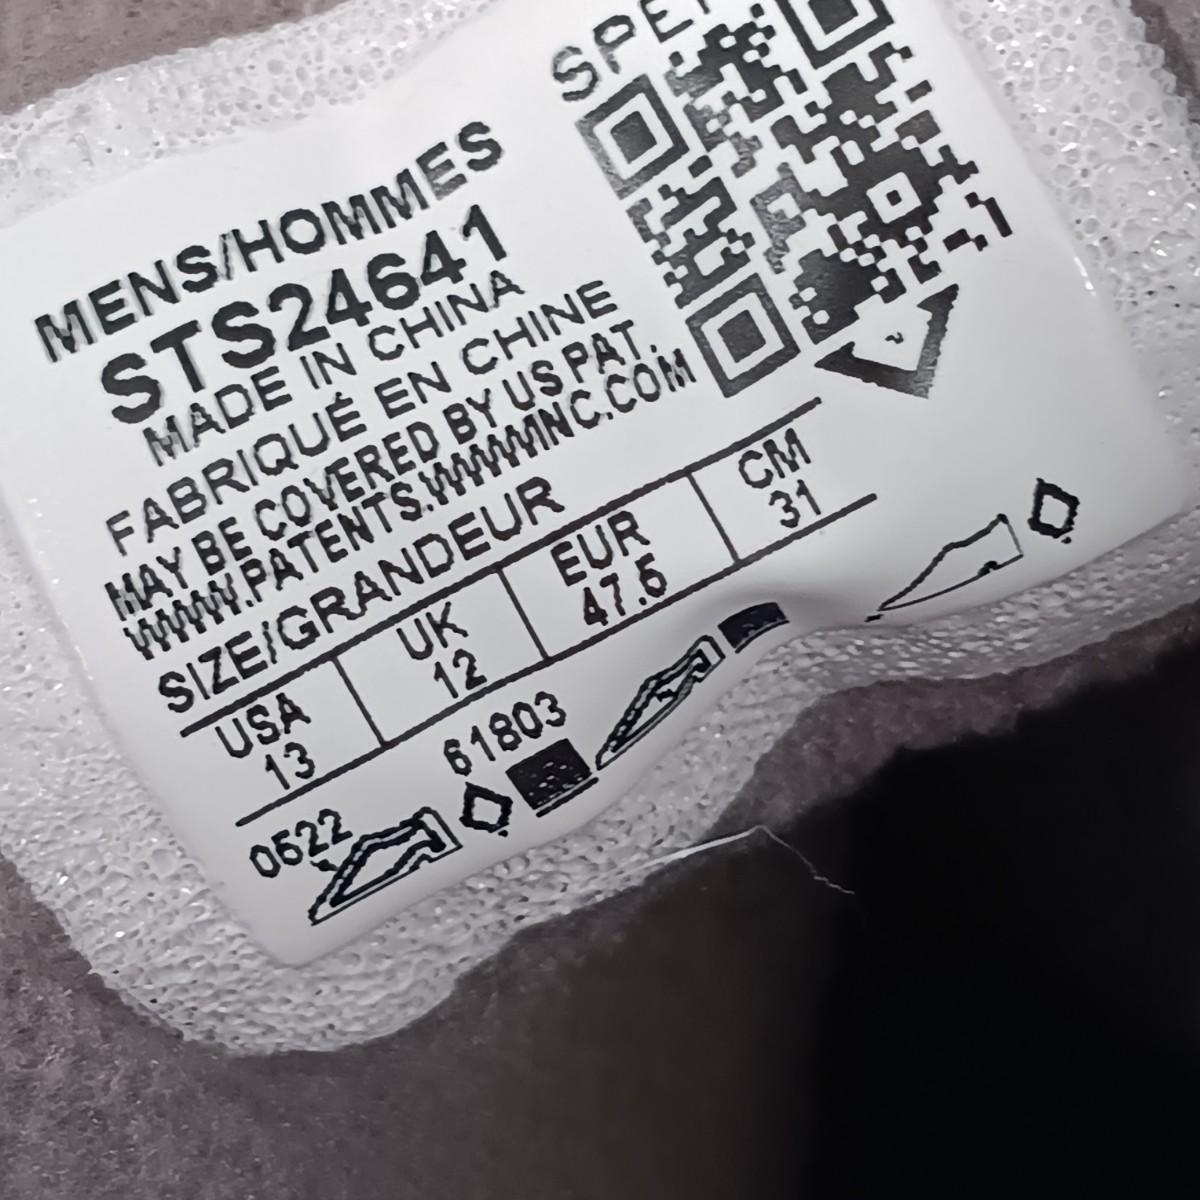 MENS/HOMMES
STS24641
MADE IN CHINA
FABRIQUÉ EN CHINE
MAY BE COVERED BY US PAT.
WWW.PATENTS.WWWINC.COM
SIZE/GRANDEUR
USA UK EUR CM
13 12 47.5 31
0522 61803